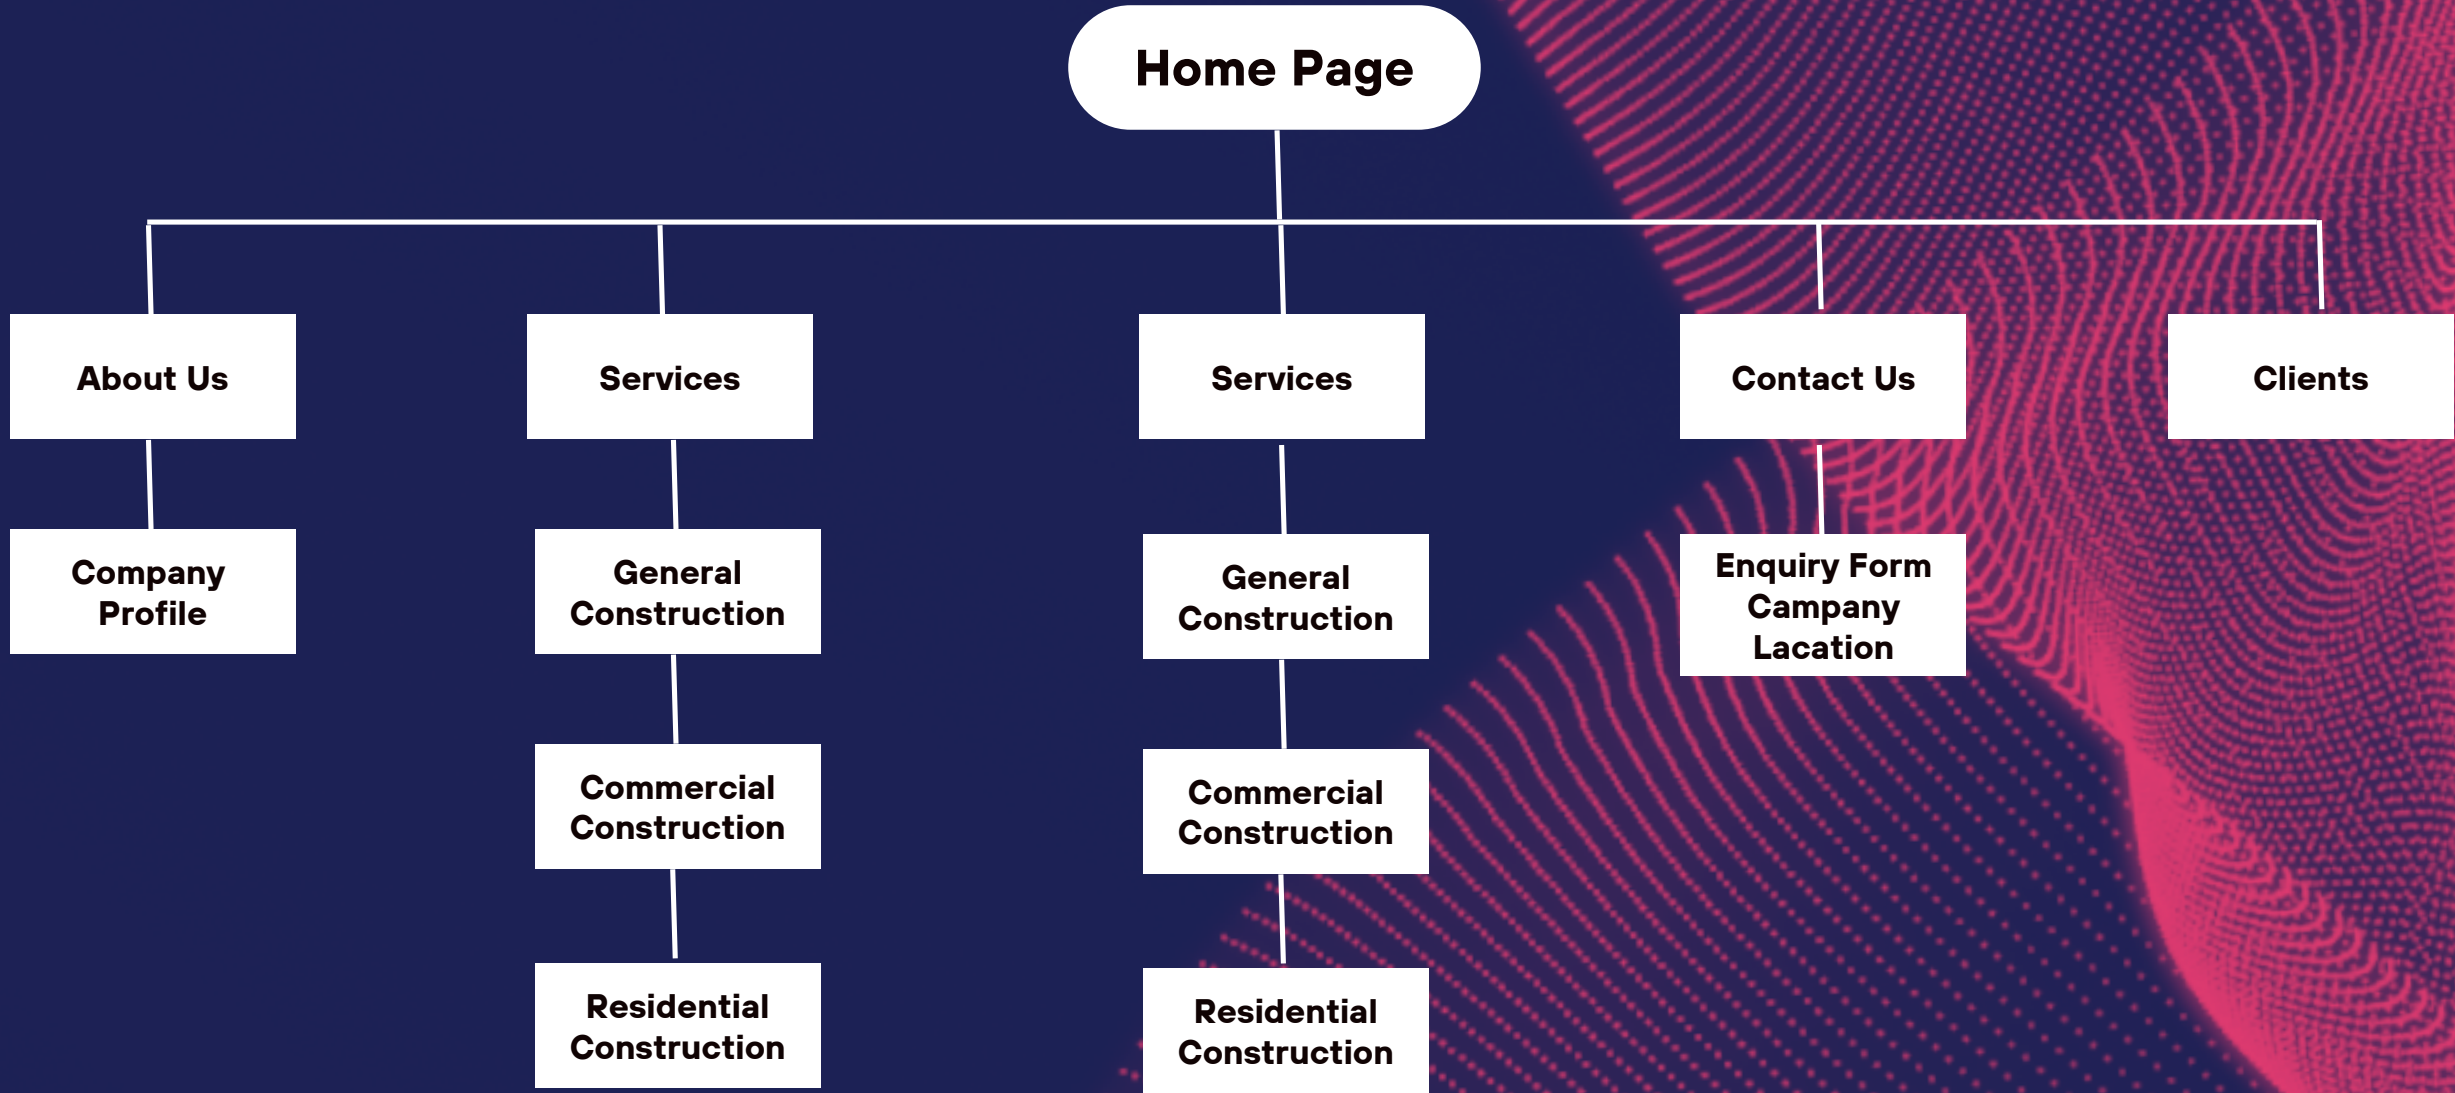 Home Page
About Us
Services
Services
Contact Us
Clients
Company
Profile
General
Construction
General
Construction
Enquiry Form
Campany
Lacation
Commercial
Construction
Commercial
Construction
Residential
Construction
Residential
Construction